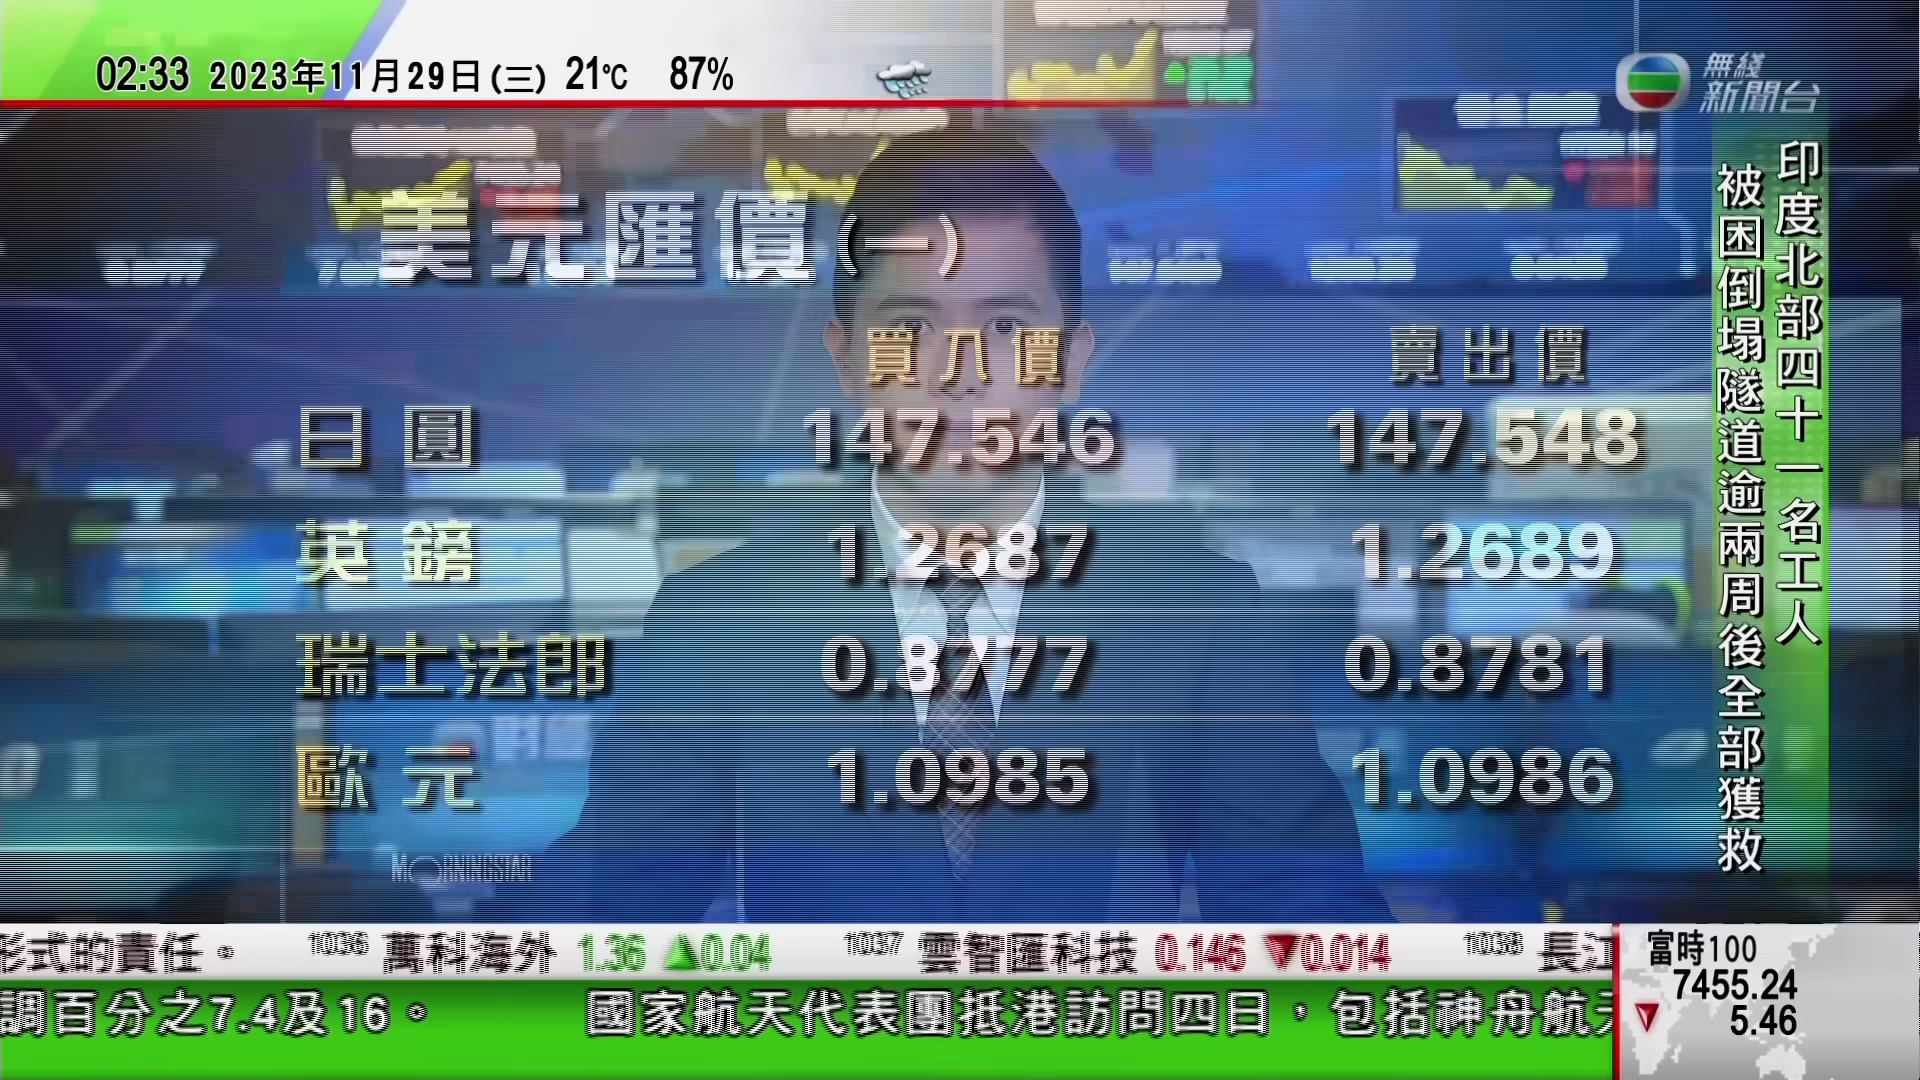 02:33 2023年11月29日(三) 21℃ 87%
無綫
新聞台
美元匯價(一)
買入價 賣出價
日圓 147.546 147.548
英鎊 1.2687 1.2689
瑞士法郎 0.8777 0.8781
歐元 1.0985 1.0986
MORNINGSTAR
印度北部四十一名工人
被困倒塌隧道逾兩周後全部獲救
形式的責任。 1036 萬科海外 1.36 ▲0.04 1037 雲智匯科技 0.146 ▼0.014 1038 長江
調百分之7.4及16。 國家航天代表團抵港訪問四日，包括神舟航天
富時100
7455.24
▼ 5.46